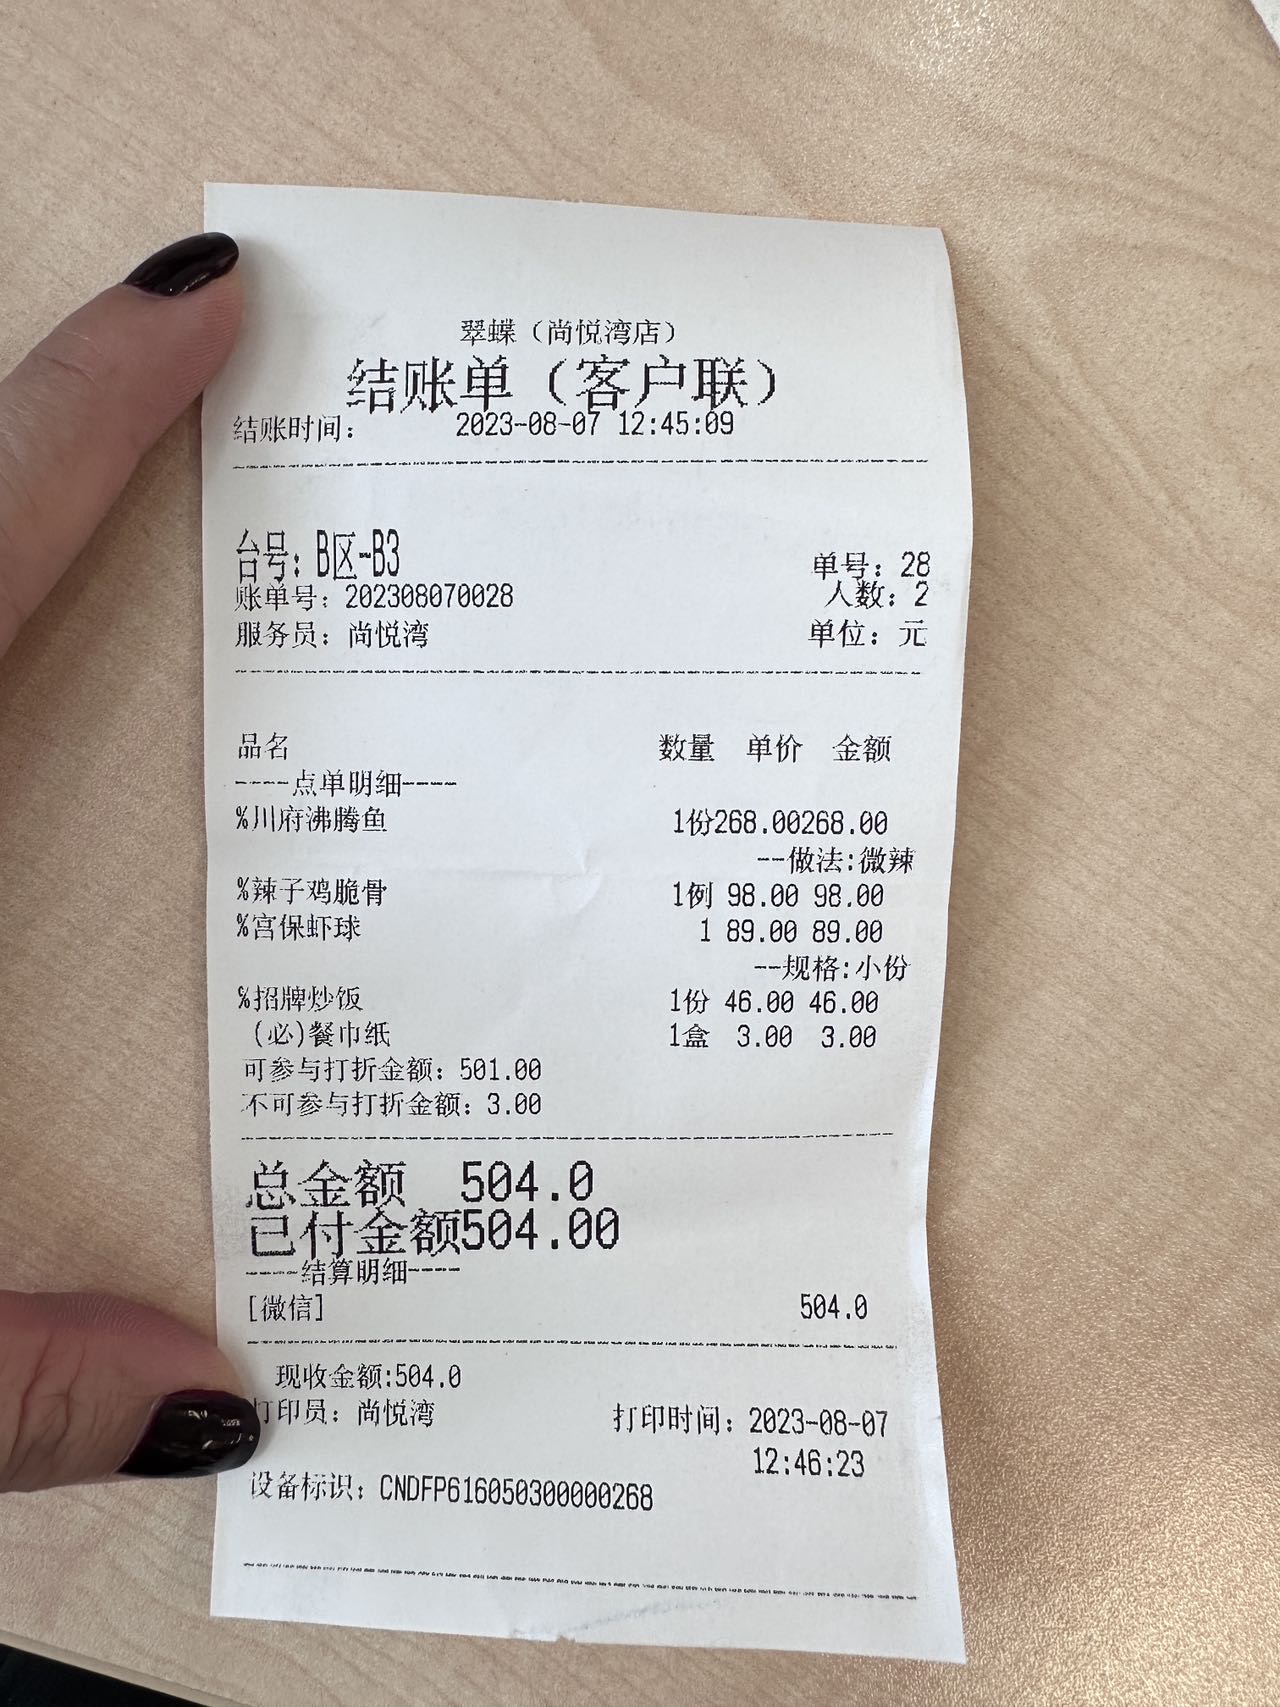 翠蝶（尚悦湾店）
结账单（客户联）
结账时间： 2023-08-07 12:45:09
台号：B区-B3
单号：28
账单号：202308070028
人数：2
服务员：尚悦湾
单位：元
品名 数量 单价 金额
----点单明细----
%川府沸腾鱼 1份268.00268.00
--做法:微辣
%辣子鸡脆骨 1例 98.00 98.00
%宫保虾球 1 89.00 89.00
--规格:小份
%招牌炒饭 1份 46.00 46.00
(必)餐巾纸 1盒 3.00 3.00
可参与打折金额：501.00
不可参与打折金额：3.00
总金额 504.0
已付金额504.00
----结算明细----
[微信] 504.0
现收金额:504.0
打印员：尚悦湾 打印时间：2023-08-07
12:46:23
设备标识：CNDFP616050300000268